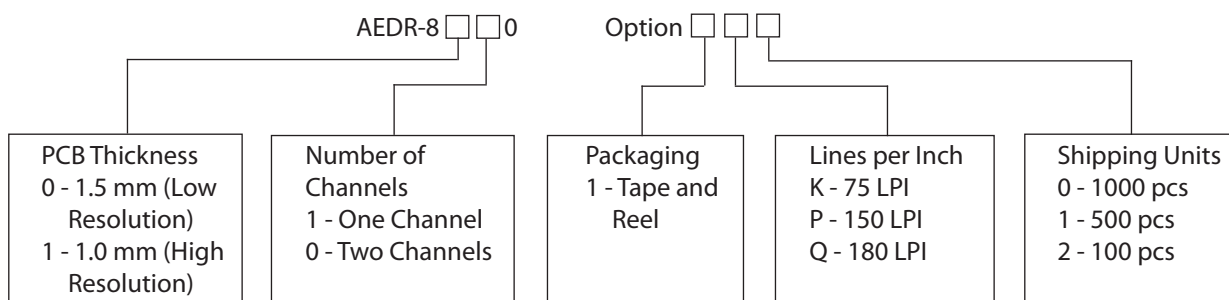 AEDR-8 0 Option
PCB Thickness
0 - 1.5 mm (Low
Resolution)
1 - 1.0 mm (High
Resolution)
Number of
Channels
1 - One Channel
0 - Two Channels
Packaging
1 - Tape and
Reel
Lines per Inch
K - 75 LPI
P - 150 LPI
Q - 180 LPI
Shipping Units
0 - 1000 pcs
1 - 500 pcs
2 - 100 pcs